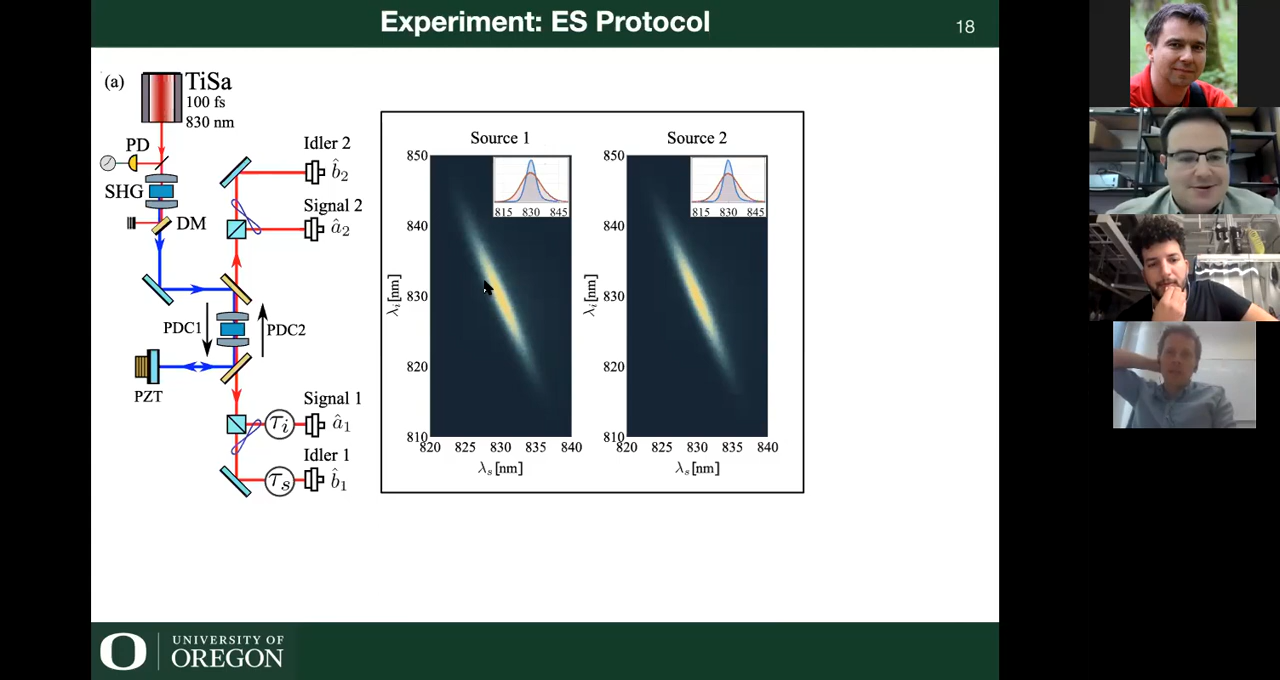 Experiment: ES Protocol
18
(a)
TiSa
100 fs
830 nm
PD
SHG
DM
Idler 2
b̂₂
Signal 2
â₂
PDC1
PDC2
PZT
Signal 1
τᵢ
â₁
Idler 1
τₛ
b̂₁
Source 1
850
840
830
820
810
λᵢ[nm]
815 830 845
820 825 830 835 840
λₛ[nm]
Source 2
850
840
830
820
810
λᵢ[nm]
815 830 845
820 825 830 835 840
λₛ[nm]
O
UNIVERSITY OF
OREGON